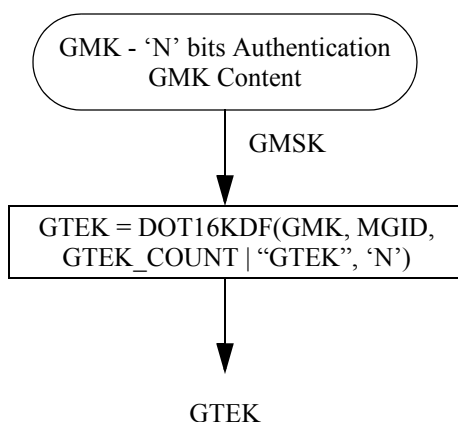 GMK - ‘N’ bits Authentication
GMK Content
GMSK
GTEK = DOT16KDF(GMK, MGID,
GTEK_COUNT | “GTEK”, ‘N’)
GTEK